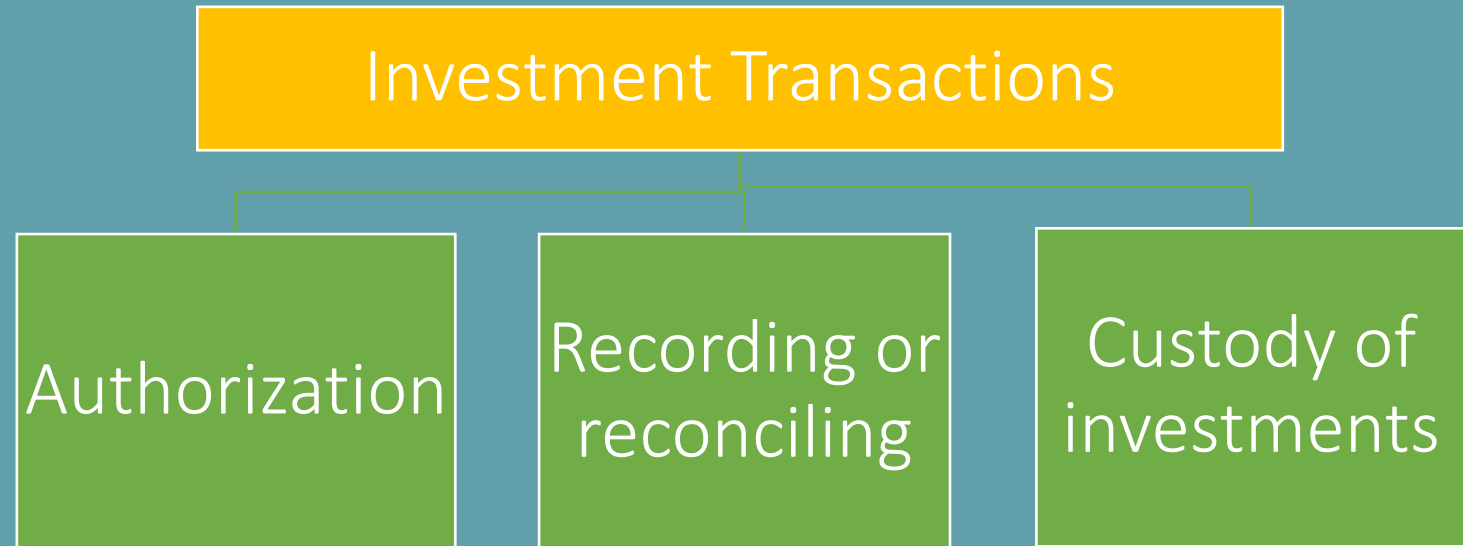 Investment Transactions
Authorization
Recording or
reconciling
Custody of
investments